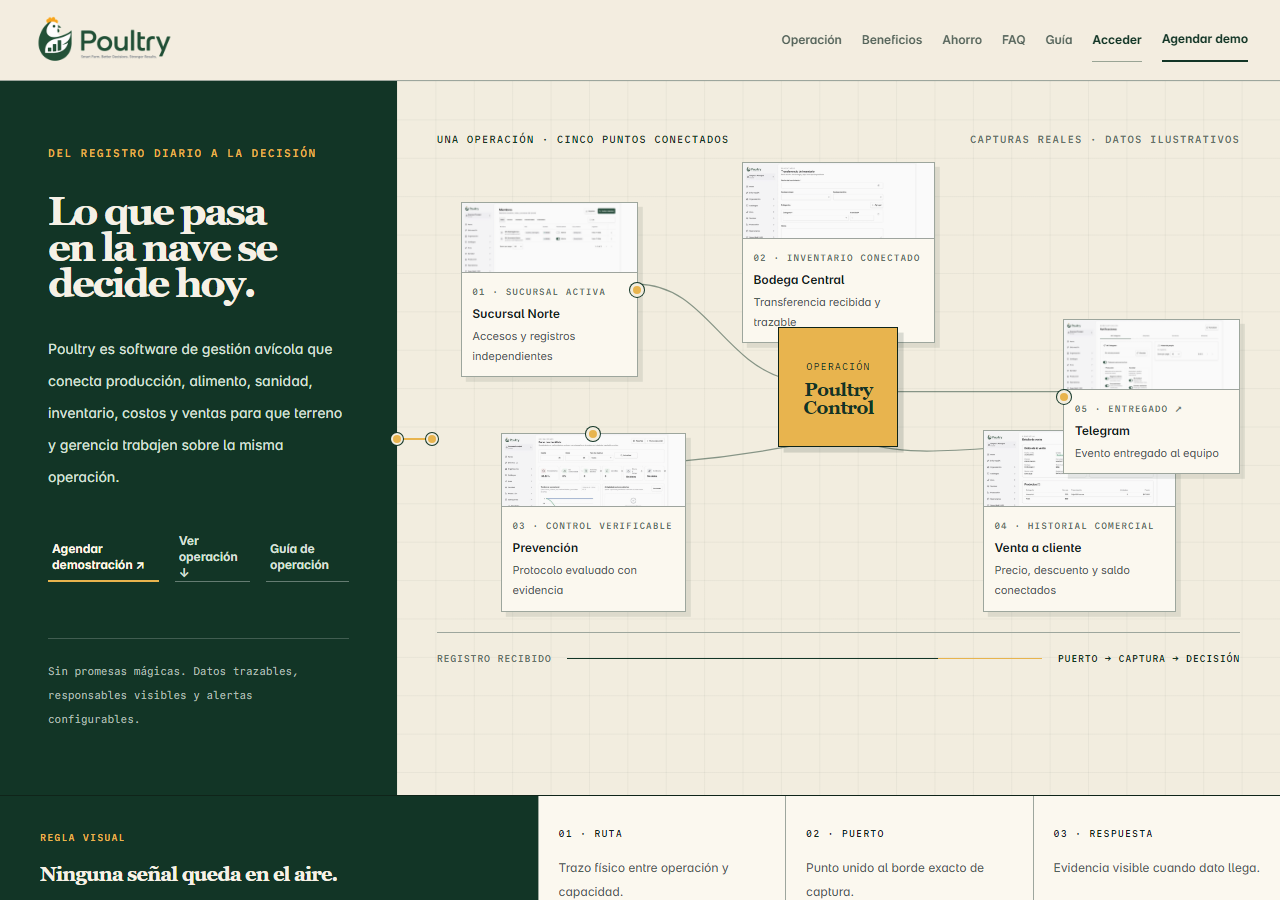 Poultry
Operación
Beneficios
Ahorro
FAQ
Guía
Acceder
Agendar demo
DEL REGISTRO DIARIO A LA DECISIÓN
Lo que pasa
en la nave se
decide hoy.
Poultry es software de gestión avícola que
conecta producción, alimento, sanidad,
inventario, costos y ventas para que terreno
y gerencia trabajen sobre la misma
operación.
Agendar
demostración ↗
Ver
operación
↓
Guía de
operación
Sin promesas mágicas. Datos trazables,
responsables visibles y alertas
configurables.
UNA OPERACIÓN · CINCO PUNTOS CONECTADOS
CAPTURAS REALES · DATOS ILUSTRATIVOS
01 · SUCURSAL ACTIVA
Sucursal Norte
Accesos y registros
independientes
02 · INVENTARIO CONECTADO
Bodega Central
Transferencia recibida y
trazable
OPERACIÓN
Poultry
Control
05 · ENTREGADO ↗
Telegram
Evento entregado al equipo
03 · CONTROL VERIFICABLE
Prevención
Protocolo evaluado con
evidencia
04 · HISTORIAL COMERCIAL
Venta a cliente
Precio, descuento y saldo
conectados
REGISTRO RECIBIDO
PUERTO → CAPTURA → DECISIÓN
REGLA VISUAL
Ninguna señal queda en el aire.
01 · RUTA
Trazo físico entre operación y
capacidad.
02 · PUERTO
Punto unido al borde exacto de
captura.
03 · RESPUESTA
Evidencia visible cuando dato llega.